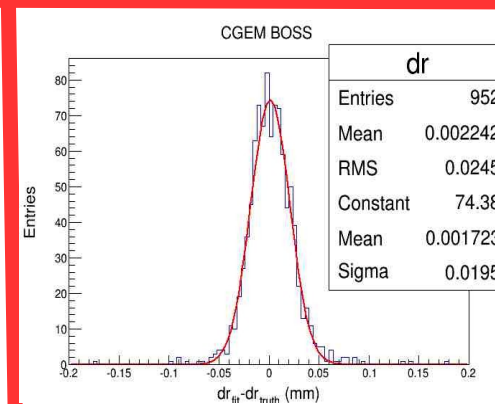 CGEM BOSS
dr
Entries 952
Mean 0.002242
RMS 0.0245
Constant 74.38
Mean 0.001723
Sigma 0.0195
Entries
80
70
60
50
40
30
20
10
0
-0.2 -0.15 -0.1 -0.05 0 0.05 0.1 0.15 0.2
dr_fit-dr_truth (mm)